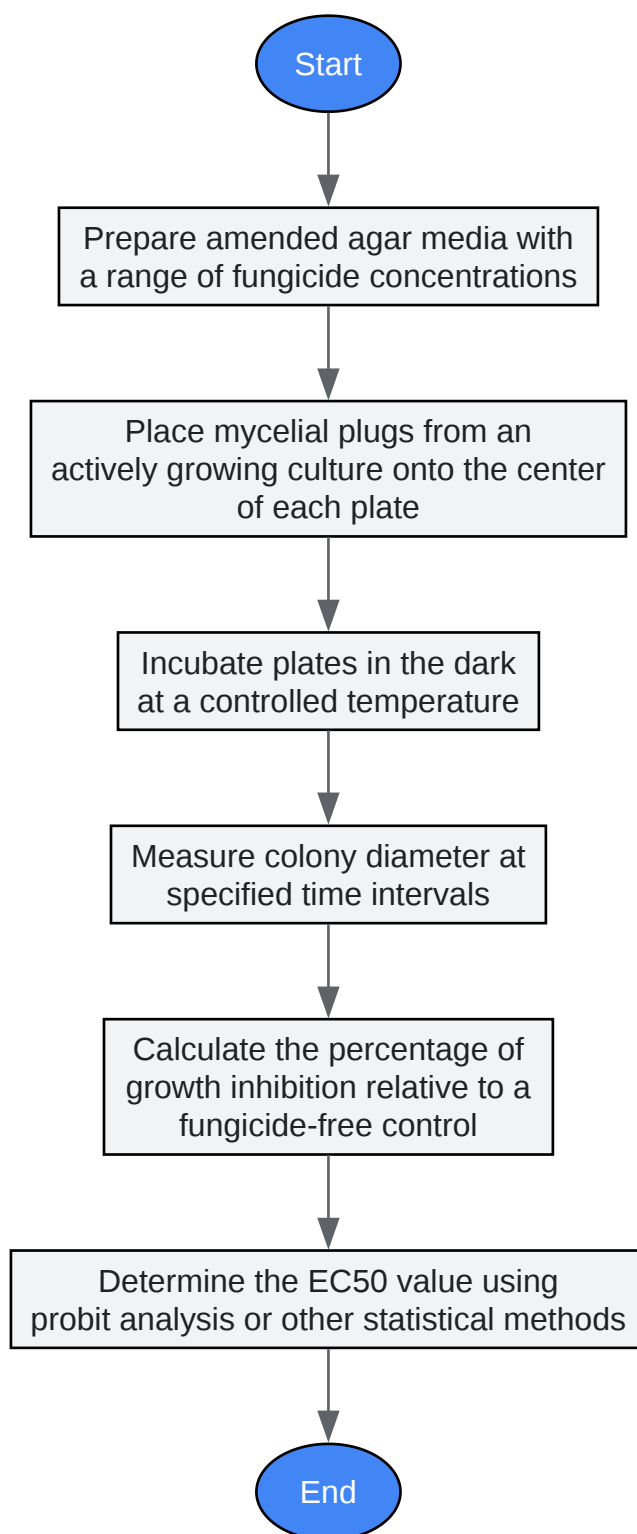 Start
Prepare amended agar media with
a range of fungicide concentrations
Place mycelial plugs from an
actively growing culture onto the center
of each plate
Incubate plates in the dark
at a controlled temperature
Measure colony diameter at
specified time intervals
Calculate the percentage of
growth inhibition relative to a
fungicide-free control
Determine the EC50 value using
probit analysis or other statistical methods
End